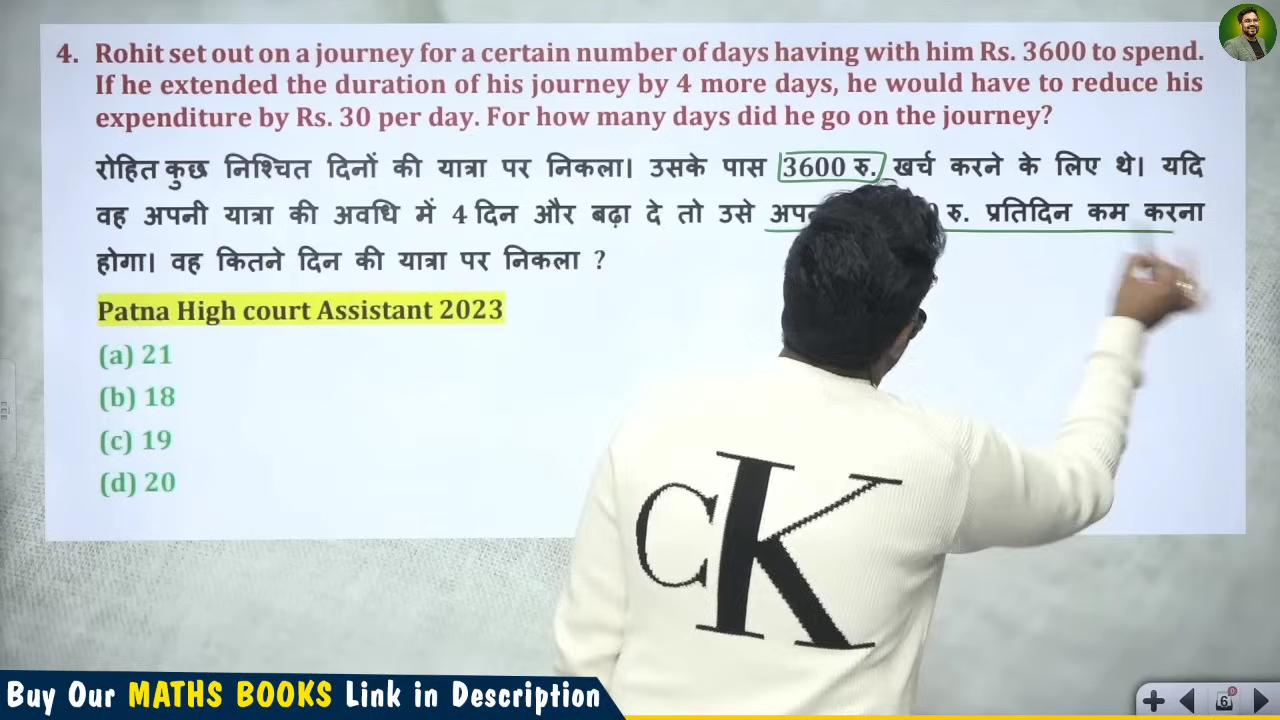 4. Rohit set out on a journey for a certain number of days having with him Rs. 3600 to spend.
If he extended the duration of his journey by 4 more days, he would have to reduce his
expenditure by Rs. 30 per day. For how many days did he go on the journey?
रोहित कुछ निश्चित दिनों की यात्रा पर निकला। उसके पास 3600 रु. खर्च करने के लिए थे। यदि
वह अपनी यात्रा की अवधि में 4 दिन और बढ़ा दे तो उसे रु. प्रतिदिन कम करना
होगा। वह कितने दिन की यात्रा पर निकला ?
Patna High court Assistant 2023
(a) 21
(b) 18
(c) 19
(d) 20
CK
Buy Our MATHS BOOKS Link in Description
6